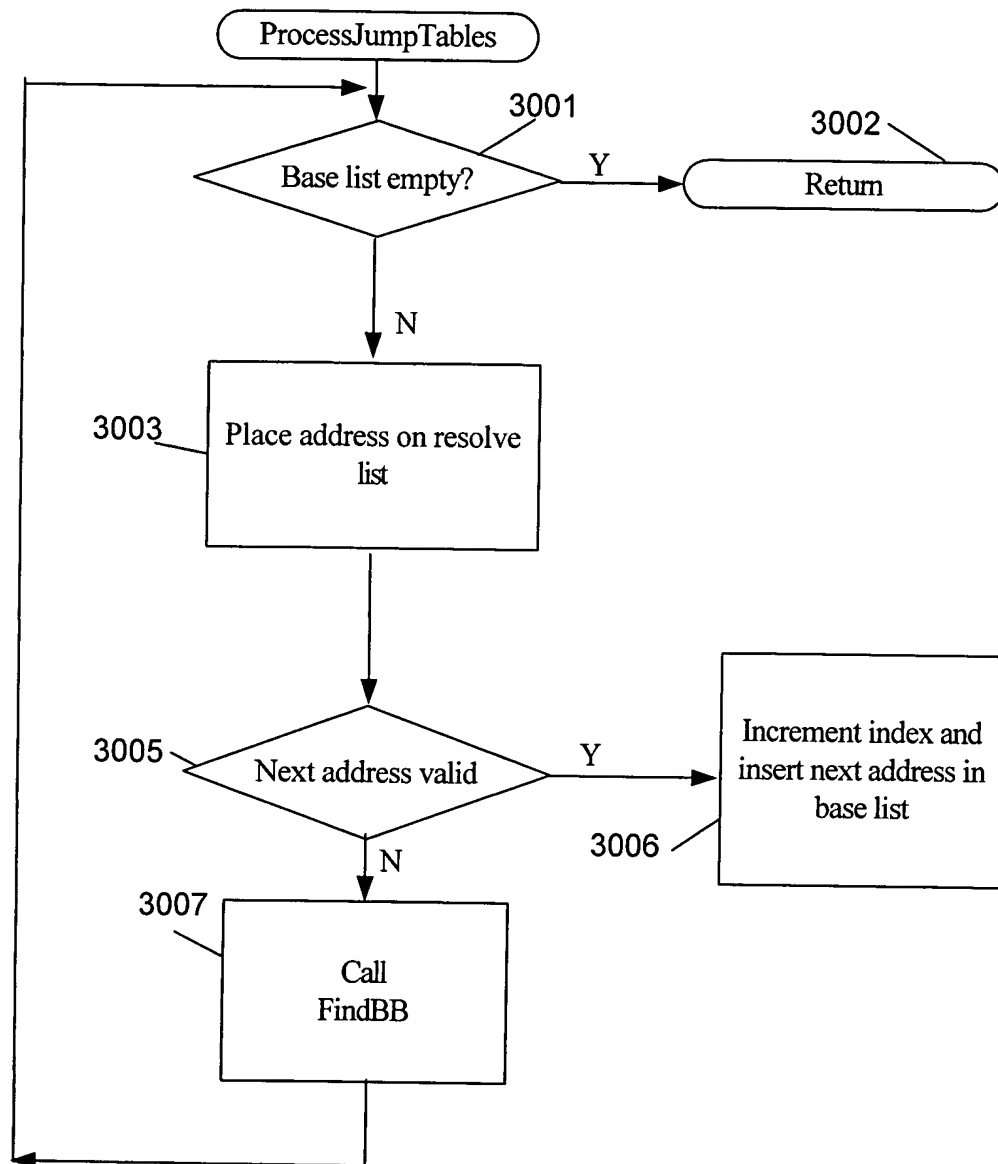 ProcessJumpTables
3001
3002
Base list empty?
Y
Return
N
3003
Place address on resolve
list
3005
Next address valid
Y
Increment index and
insert next address in
base list
3006
N
3007
Call
FindBB